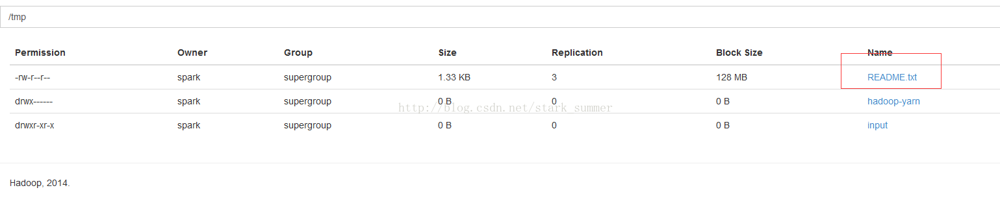 /tmp
Permission Owner Group Size Replication Block Size Name
-rw-r--r-- spark supergroup 1.33 KB 3 128 MB README.txt
drwx------ spark supergroup 0 B 0 0 B hadoop-yarn
http://blog.csdn.net/stark_summer
drwxr-xr-x spark supergroup 0 B 0 0 B input
Hadoop, 2014.